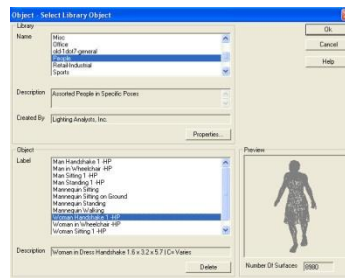 Object - Select Library Object
Library
Name
Misc
Office
old-1dot7-general
People
Retail/Industrial
Sports
Ok
Cancel
Help
Description
Assorted People in Specific Poses
Created By
Lighting Analysts, Inc.
Properties...
Object
Label
Man Handshake 1-HP
Man in Wheelchair -HP
Man Sitting 1 -HP
Man Standing 1 -HP
Mannequin Sitting
Mannequin Sitting on Ground
Mannequin Standing
Mannequin Walking
Woman Handshake 1 -HP
Woman in Wheelchair -HP
Woman Sitting 1 -HP
Preview
Description
Woman in Dress Handshake 1.6 x 3.2 x 5.7 | C= Varies
Delete
Number Of Surfaces
8980